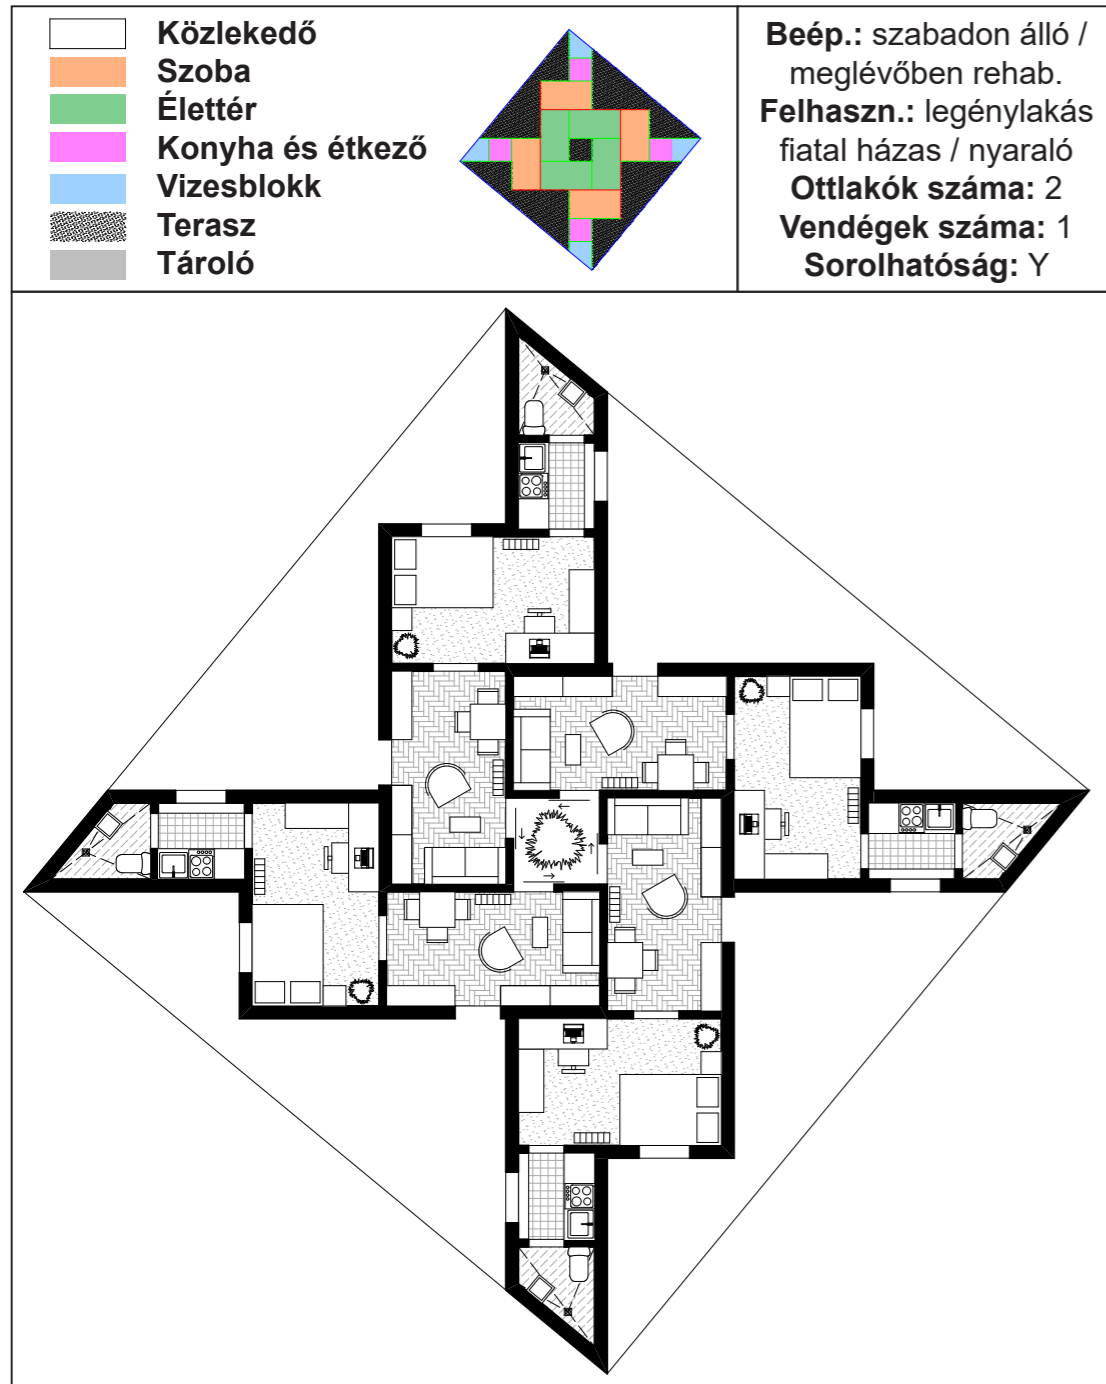 Közlekedő
Szoba
Élettér
Konyha és étkező
Vizesblokk
Terasz
Tároló
Beép.: szabadon álló /
meglévőben rehab.
Felhaszn.: legénylakás
fiatal házas / nyaraló
Ottlakók száma: 2
Vendégek száma: 1
Sorolhatóság: Y